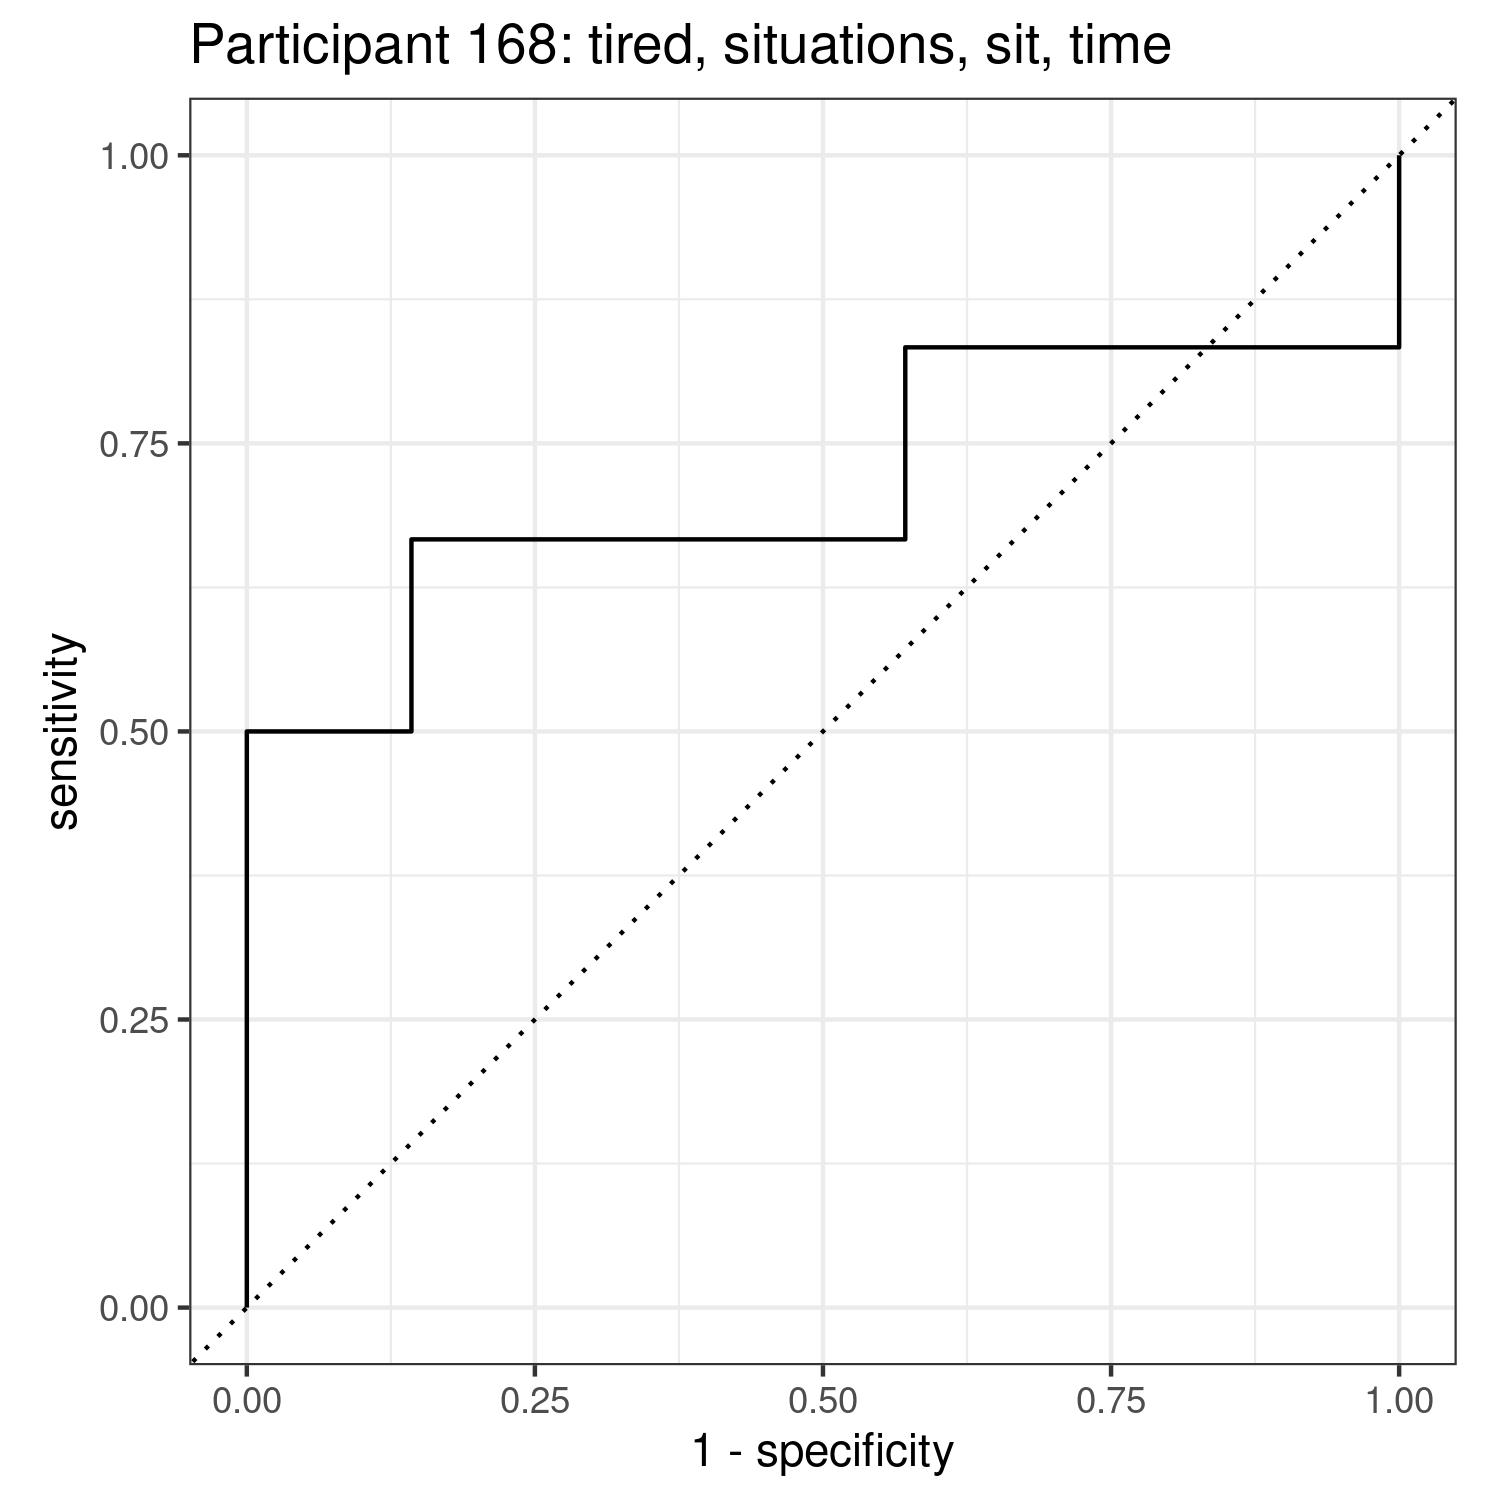 Participant 168: tired, situations, sit, time
1.00
0.75
0.50
0.25
0.00
sensitivity
0.00 0.25 0.50 0.75 1.00
1 - specificity